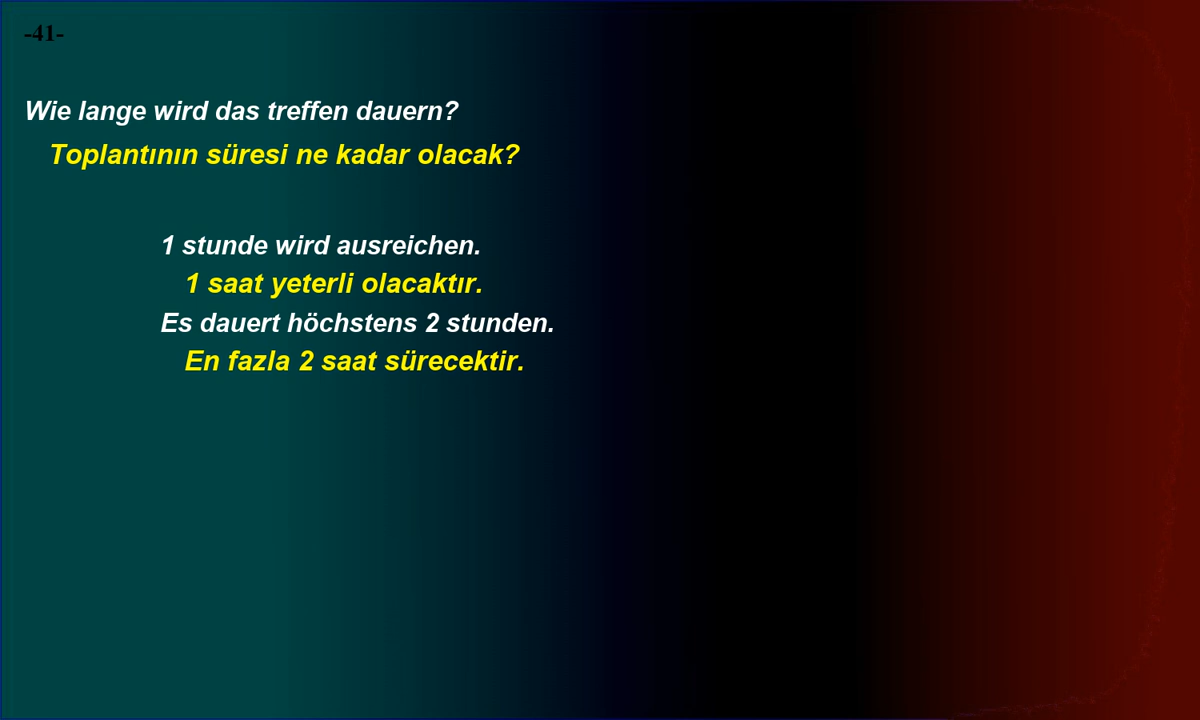 -41-
Wie lange wird das treffen dauern?
Toplantının süresi ne kadar olacak?
1 stunde wird ausreichen.
1 saat yeterli olacaktır.
Es dauert höchstens 2 stunden.
En fazla 2 saat sürecektir.